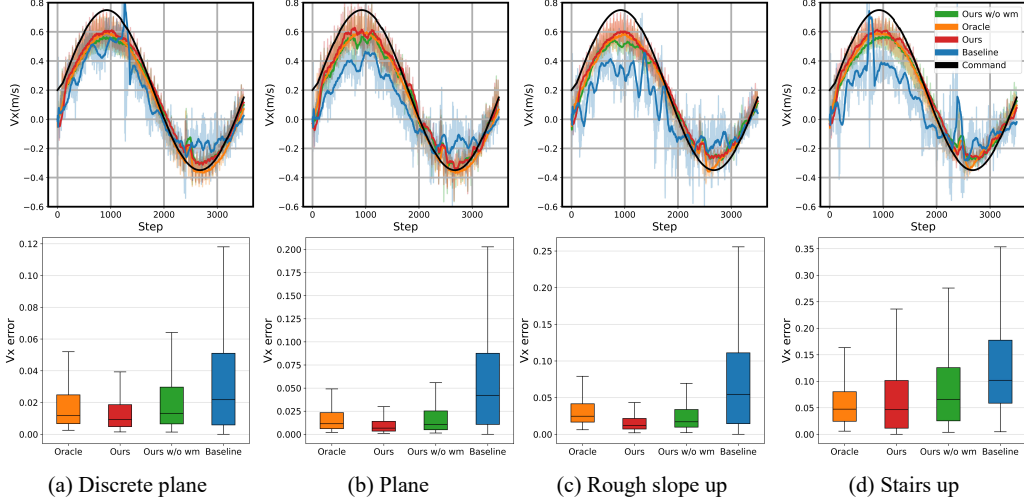 0.8
0.6
0.4
0.2
0.0
−0.2
−0.4
−0.6
Vx(m/s)
0 1000 2000 3000
Step
0.8
0.6
0.4
0.2
0.0
−0.2
−0.4
−0.6
Vx(m/s)
0 1000 2000 3000
Step
0.8
0.6
0.4
0.2
0.0
−0.2
−0.4
−0.6
Vx(m/s)
0 1000 2000 3000
Step
0.8
0.6
0.4
0.2
0.0
−0.2
−0.4
−0.6
Vx(m/s)
0 1000 2000 3000
Step
Ours w/o wm
Oracle
Ours
Baseline
Command
0.12
0.10
0.08
0.06
0.04
0.02
0.00
Vx error
Oracle Ours Ours w/o wm Baseline
0.200
0.175
0.150
0.125
0.100
0.075
0.050
0.025
0.000
Vx error
Oracle Ours Ours w/o wm Baseline
0.25
0.20
0.15
0.10
0.05
0.00
Vx error
Oracle Ours Ours w/o wm Baseline
0.35
0.30
0.25
0.20
0.15
0.10
0.05
0.00
Vx error
Oracle Ours Ours w/o wm Baseline
(a) Discrete plane
(b) Plane
(c) Rough slope up
(d) Stairs up